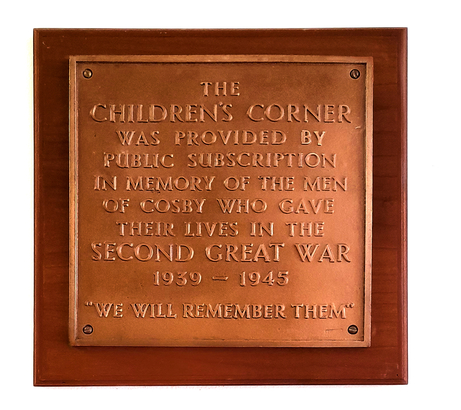 THE
CHILDREN'S CORNER
WAS PROVIDED BY
PUBLIC SUBSCRIPTION
IN MEMORY OF THE MEN
OF COSBY WHO GAVE
THEIR LIVES IN THE
SECOND GREAT WAR
1939 – 1945
"WE WILL REMEMBER THEM"